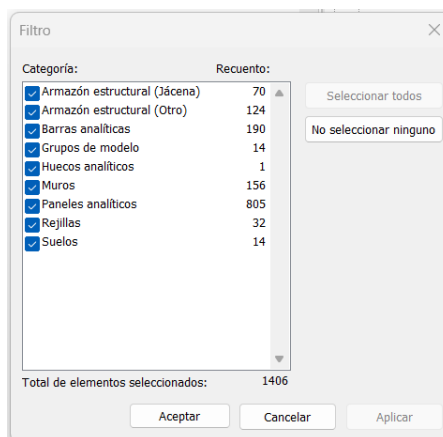 Filtro
Categoría: Recuento:
Armazón estructural (Jácena) 70
Armazón estructural (Otro) 124
Barras analíticas 190
Grupos de modelo 14
Huecos analíticos 1
Muros 156
Paneles analíticos 805
Rejillas 32
Suelos 14
Seleccionar todos
No seleccionar ninguno
Total de elementos seleccionados: 1406
Aceptar Cancelar Aplicar